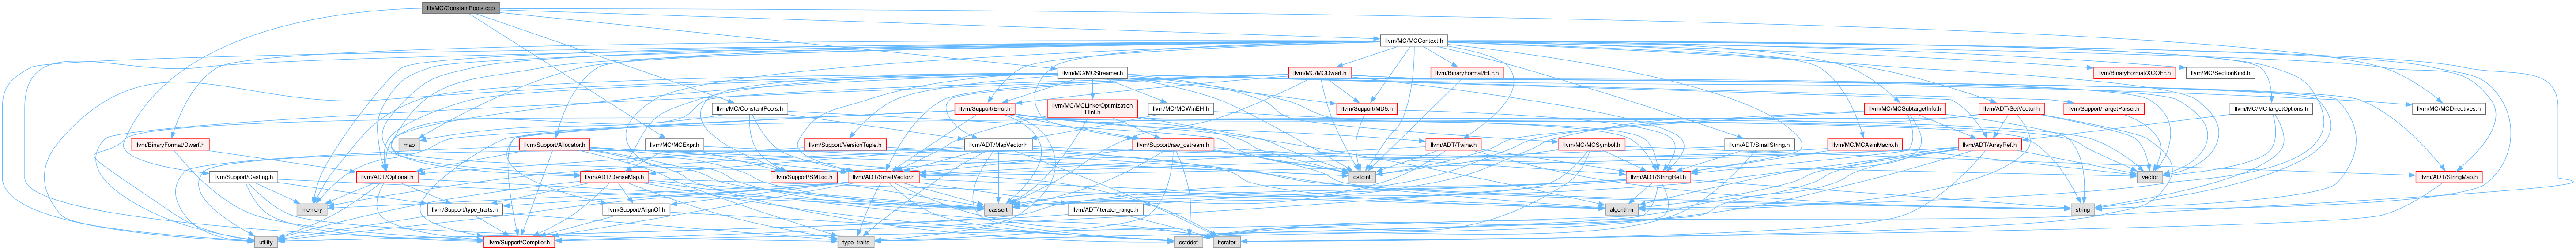 lib/MC/ConstantPools.cpp
llvm/MC/MCContext.h
llvm/MC/MCStreamer.h
llvm/MC/MCDwarf.h
llvm/BinaryFormat/ELF.h
llvm/BinaryFormat/XCOFF.h
llvm/MC/SectionKind.h
llvm/MC/ConstantPools.h
llvm/Support/Error.h
llvm/MC/MCLinkerOptimization
Hint.h
llvm/MC/MCWinEH.h
llvm/Support/MD5.h
llvm/MC/MCSubtargetInfo.h
llvm/ADT/SetVector.h
llvm/Support/TargetParser.h
llvm/MC/MCTargetOptions.h
llvm/MC/MCDirectives.h
llvm/BinaryFormat/Dwarf.h
map
llvm/Support/Allocator.h
llvm/MC/MCExpr.h
llvm/Support/VersionTuple.h
llvm/ADT/MapVector.h
llvm/Support/raw_ostream.h
llvm/ADT/Twine.h
llvm/MC/MCSymbol.h
llvm/ADT/SmallString.h
llvm/MC/MCAsmMacro.h
llvm/ADT/ArrayRef.h
llvm/Support/Casting.h
llvm/ADT/Optional.h
llvm/ADT/DenseMap.h
llvm/Support/SMLoc.h
llvm/ADT/SmallVector.h
cstdint
llvm/ADT/StringRef.h
vector
llvm/ADT/StringMap.h
memory
llvm/Support/type_traits.h
llvm/Support/AlignOf.h
llvm/ADT/iterator_range.h
cassert
algorithm
string
utility
llvm/Support/Compiler.h
type_traits
cstddef
iterator